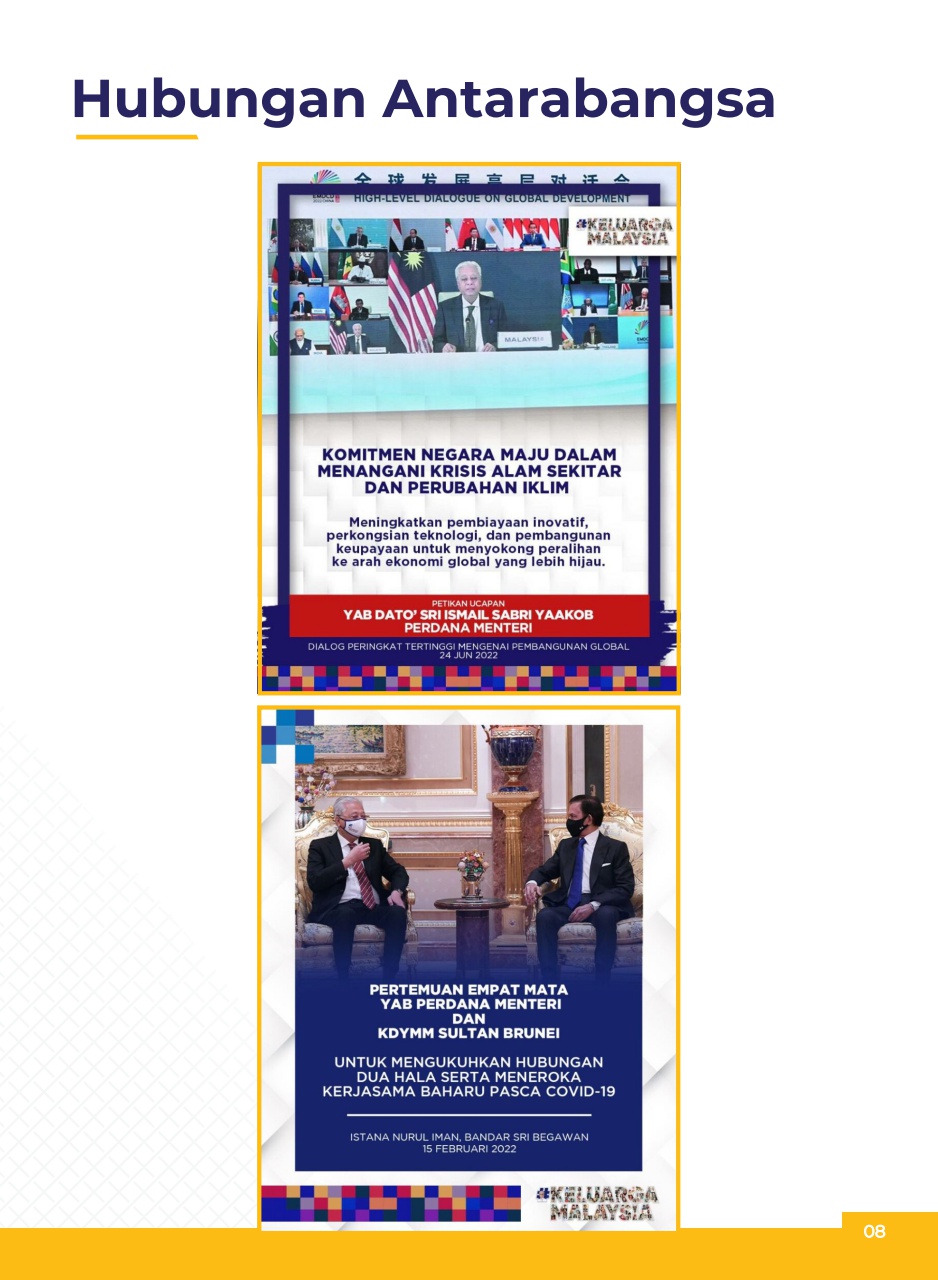 Hubungan Antarabangsa
全球发展高层对话会
HIGH-LEVEL DIALOGUE ON GLOBAL DEVELOPMENT
#KELUARGA
MALAYSIA
MALAYSIA
KOMITMEN NEGARA MAJU DALAM
MENANGANI KRISIS ALAM SEKITAR
DAN PERUBAHAN IKLIM
Meningkatkan pembiayaan inovatif,
perkongsian teknologi, dan pembangunan
keupayaan untuk menyokong peralihan
ke arah ekonomi global yang lebih hijau.
PETIKAN UCAPAN
YAB DATO' SRI ISMAIL SABRI YAAKOB
PERDANA MENTERI
DIALOG PERINGKAT TERTINGGI MENGENAI PEMBANGUNAN GLOBAL
24 JUN 2022
PERTEMUAN EMPAT MATA
YAB PERDANA MENTERI
DAN
KDYMM SULTAN BRUNEI
UNTUK MENGUKUHKAN HUBUNGAN
DUA HALA SERTA MENEROKA
KERJASAMA BAHARU PASCA COVID-19
ISTANA NURUL IMAN, BANDAR SRI BEGAWAN
15 FEBRUARI 2022
#KELUARGA
MALAYSIA
08